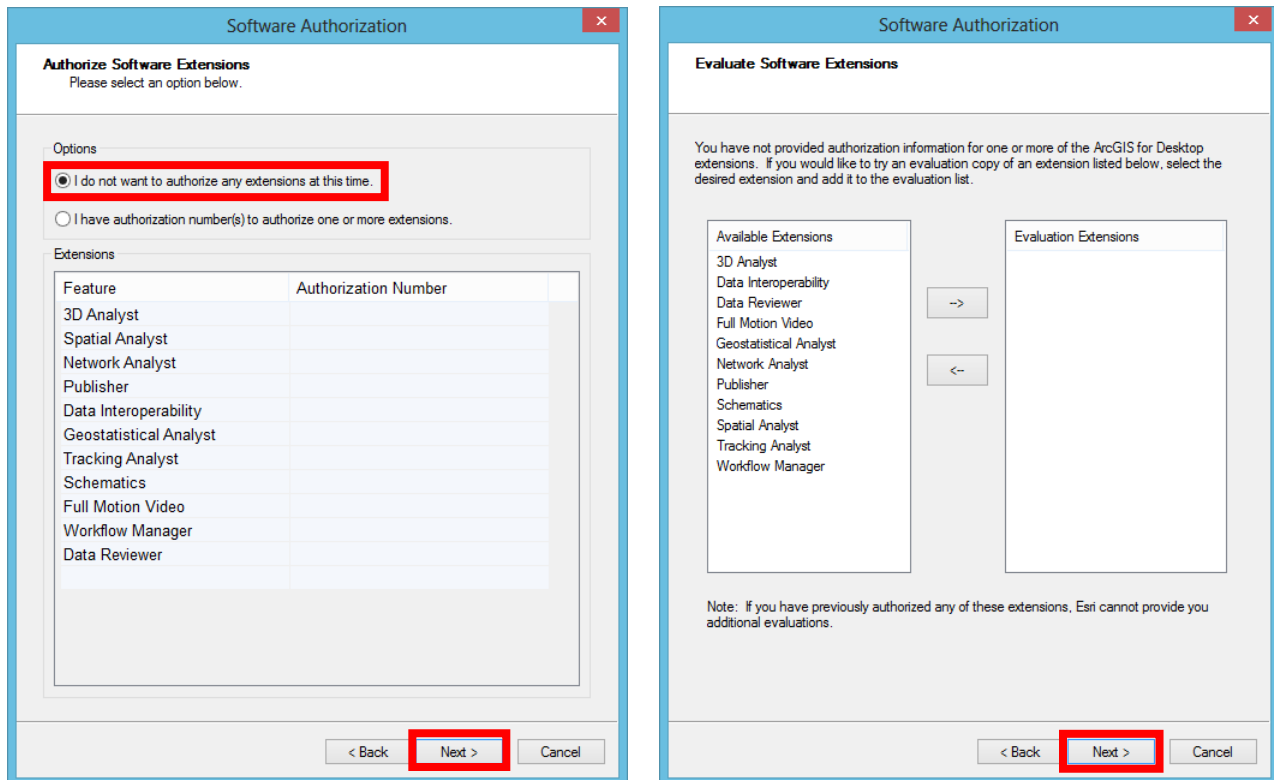 Software Authorization
Authorize Software Extensions
Please select an option below.
Options
I do not want to authorize any extensions at this time.
I have authorization number(s) to authorize one or more extensions.
Extensions
Feature Authorization Number
3D Analyst
Spatial Analyst
Network Analyst
Publisher
Data Interoperability
Geostatistical Analyst
Tracking Analyst
Schematics
Full Motion Video
Workflow Manager
Data Reviewer
< Back Next > Cancel
Software Authorization
Evaluate Software Extensions
You have not provided authorization information for one or more of the ArcGIS for Desktop
extensions. If you would like to try an evaluation copy of an extension listed below, select the
desired extension and add it to the evaluation list.
Available Extensions
3D Analyst
Data Interoperability
Data Reviewer
Full Motion Video
Geostatistical Analyst
Network Analyst
Publisher
Schematics
Spatial Analyst
Tracking Analyst
Workflow Manager
-->
<--
Evaluation Extensions
Note: If you have previously authorized any of these extensions, Esri cannot provide you
additional evaluations.
< Back Next > Cancel